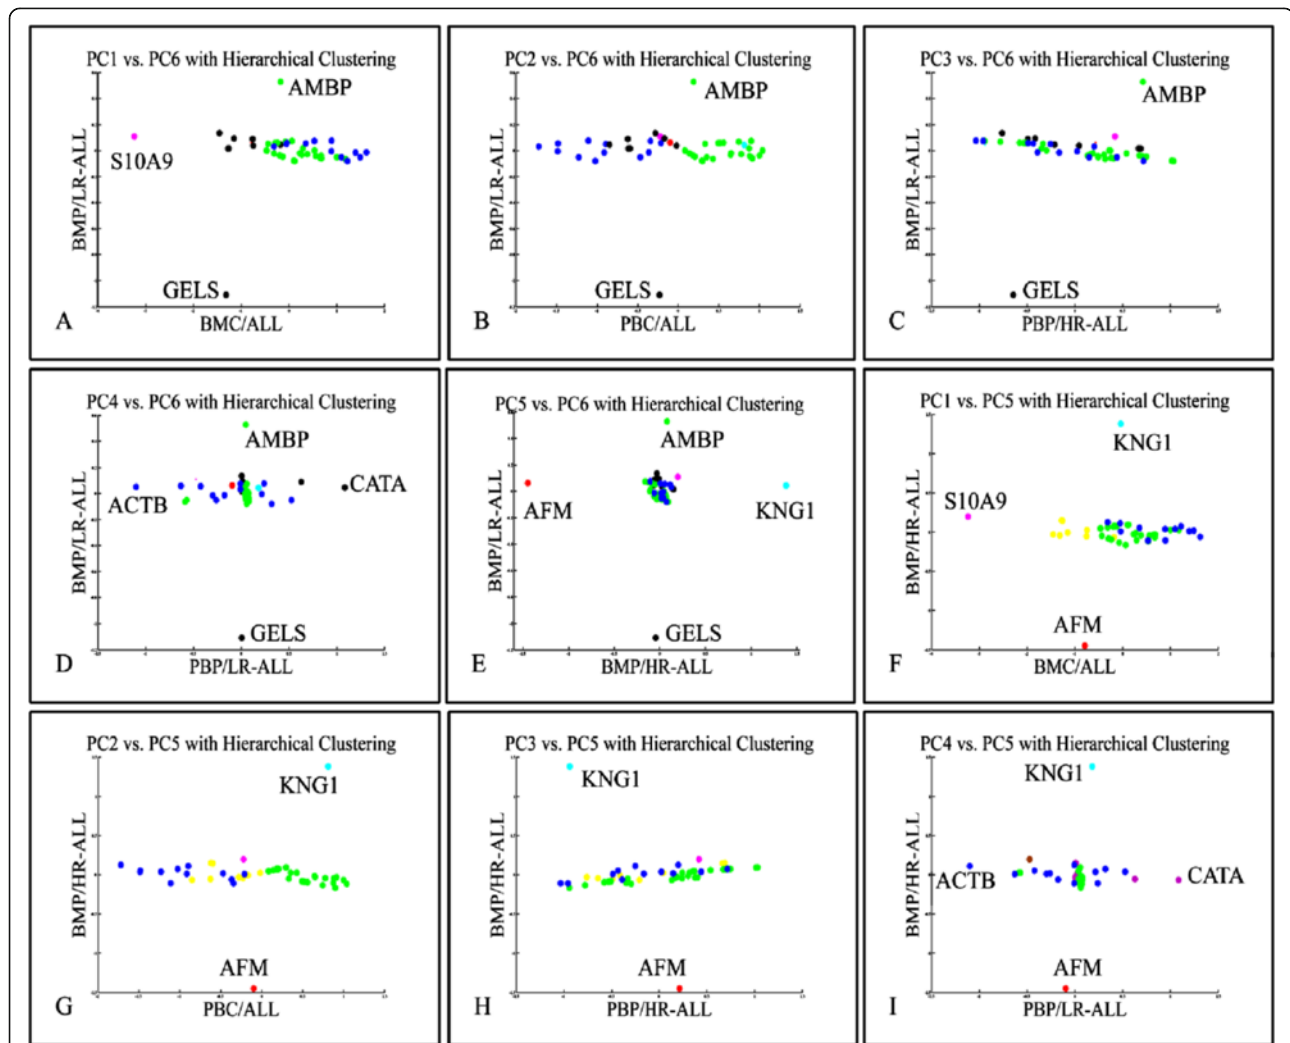 PC1 vs. PC6 with Hierarchical Clustering
AMBP
S10A9
BMP/LR-ALL
GELS
A
BMC/ALL
PC2 vs. PC6 with Hierarchical Clustering
AMBP
BMP/LR-ALL
GELS
B
PBC/ALL
PC3 vs. PC6 with Hierarchical Clustering
AMBP
BMP/LR-ALL
GELS
C
PBP/HR-ALL
PC4 vs. PC6 with Hierarchical Clustering
AMBP
ACTB
CATA
BMP/LR-ALL
GELS
D
PBP/LR-ALL
PC5 vs. PC6 with Hierarchical Clustering
AMBP
AFM
KNG1
BMP/LR-ALL
GELS
E
BMP/HR-ALL
PC1 vs. PC5 with Hierarchical Clustering
KNG1
S10A9
BMP/HR-ALL
AFM
F
BMC/ALL
PC2 vs. PC5 with Hierarchical Clustering
KNG1
BMP/HR-ALL
AFM
G
PBC/ALL
PC3 vs. PC5 with Hierarchical Clustering
KNG1
BMP/HR-ALL
AFM
H
PBP/HR-ALL
PC4 vs. PC5 with Hierarchical Clustering
KNG1
ACTB
CATA
BMP/HR-ALL
AFM
I
PBP/LR-ALL